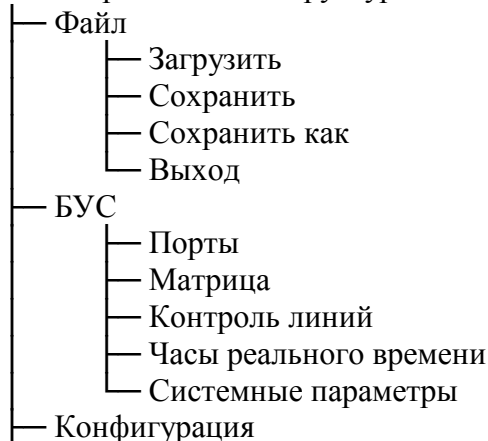 Файл
Загрузить
Сохранить
Сохранить как
Выход
БУС
Порты
Матрица
Контроль линий
Часы реального времени
Системные параметры
Конфигурация